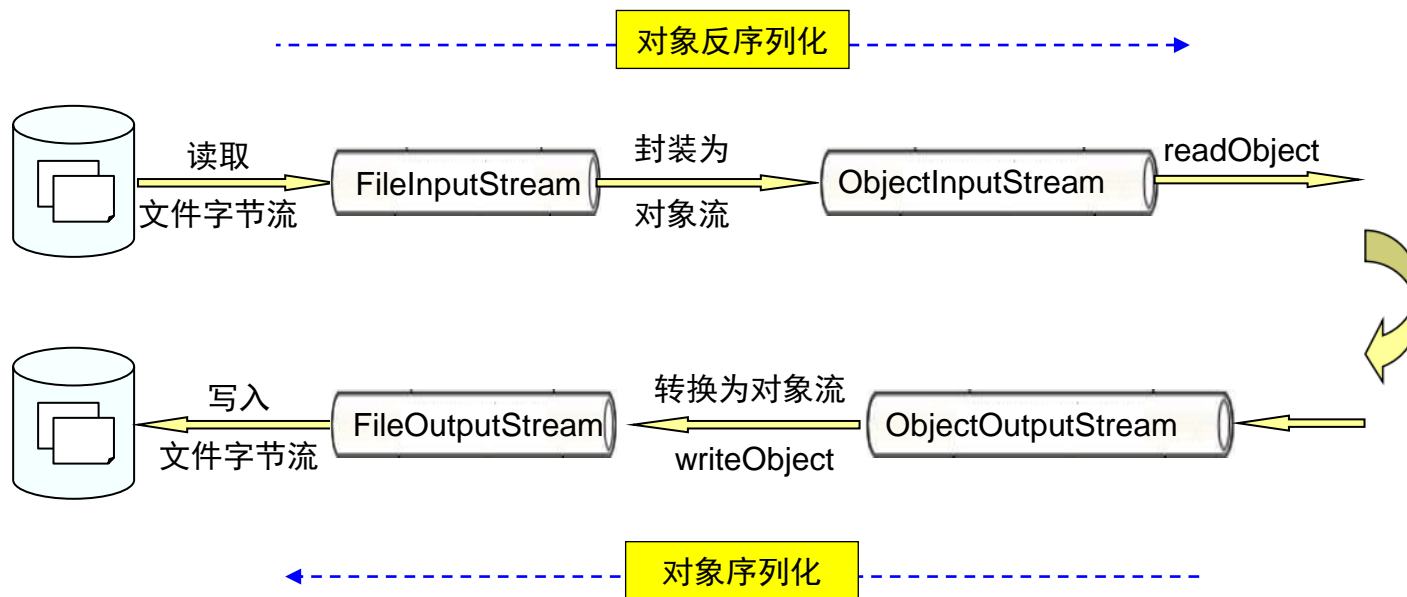 对象反序列化
读取
文件字节流
FileInputStream
封装为
对象流
ObjectInputStream
readObject
写入
文件字节流
FileOutputStream
转换为对象流
writeObject
ObjectOutputStream
对象序列化